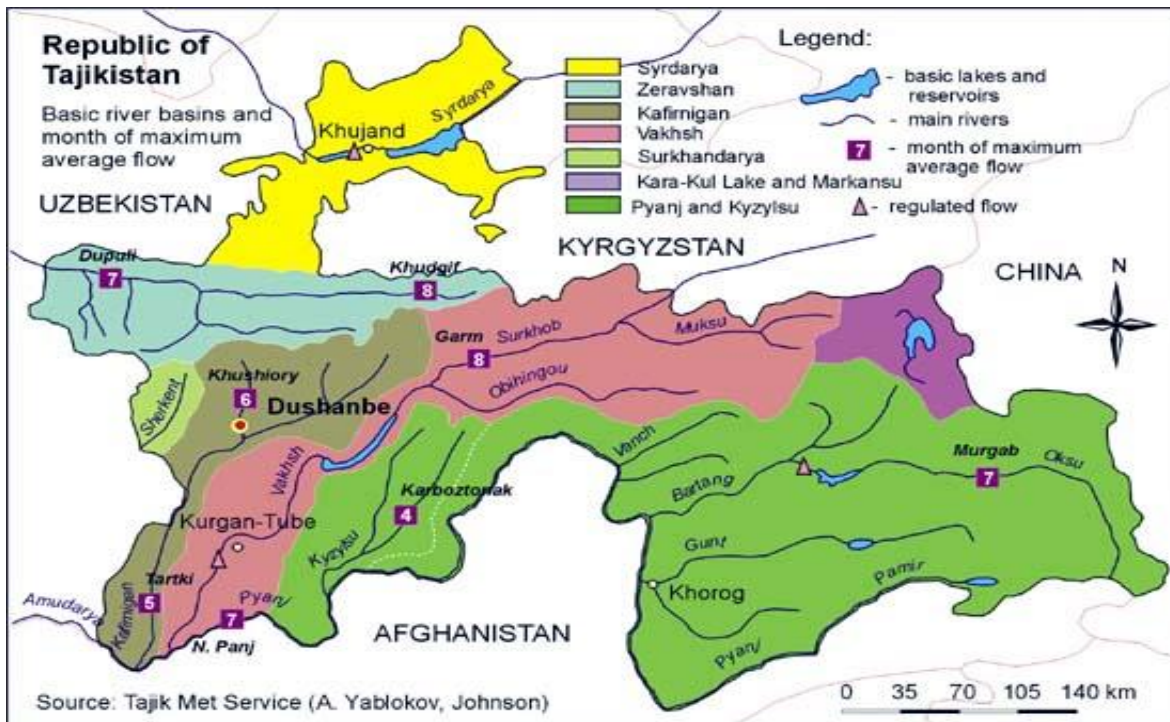 Republic of
Tajikistan
Basic river basins and
month of maximum
average flow
Legend:
Syrdarya
Zeravshan
Kafirnigan
Vakhsh
Surkhandarya
Kara-Kul Lake and Markansu
Pyanj and Kyzylsu
- basic lakes and
reservoirs
- main rivers
7 - month of maximum
average flow
- regulated flow
Syrdarya
Khujand
UZBEKISTAN
KYRGYZSTAN
CHINA
N
Dupuli
7
Khudgif
8
Garm
8
Surkhob
Muksu
Obihingou
Sherkent
Khushiory
6
Dushanbe
Vakhsh
Vanch
Bartang
Murgab
7
Oksu
Karboztonak
4
Kurgan-Tube
Kyzylsu
Gunt
Khorog
Pamir
Pyanj
Tartki
5
Kafirnigan
Amudarya
Pyanj
7
N. Panj
AFGHANISTAN
Source: Tajik Met Service (A. Yablokov, Johnson)
0 35 70 105 140 km